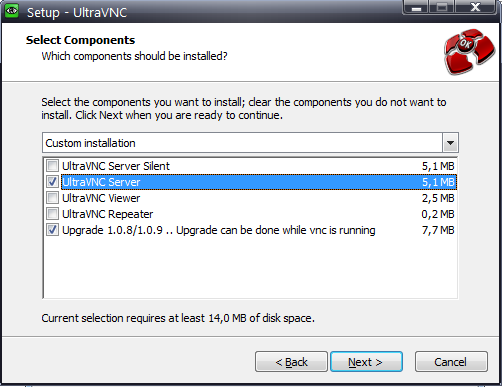 Setup - UltraVNC
Select Components
Which components should be installed?
OK
Select the components you want to install; clear the components you do not want to
install. Click Next when you are ready to continue.
Custom installation
UltraVNC Server Silent 5,1 MB
UltraVNC Server 5,1 MB
UltraVNC Viewer 2,5 MB
UltraVNC Repeater 0,2 MB
Upgrade 1.0.8/1.0.9 .. Upgrade can be done while vnc is running 7,7 MB
Current selection requires at least 14,0 MB of disk space.
< Back Next > Cancel